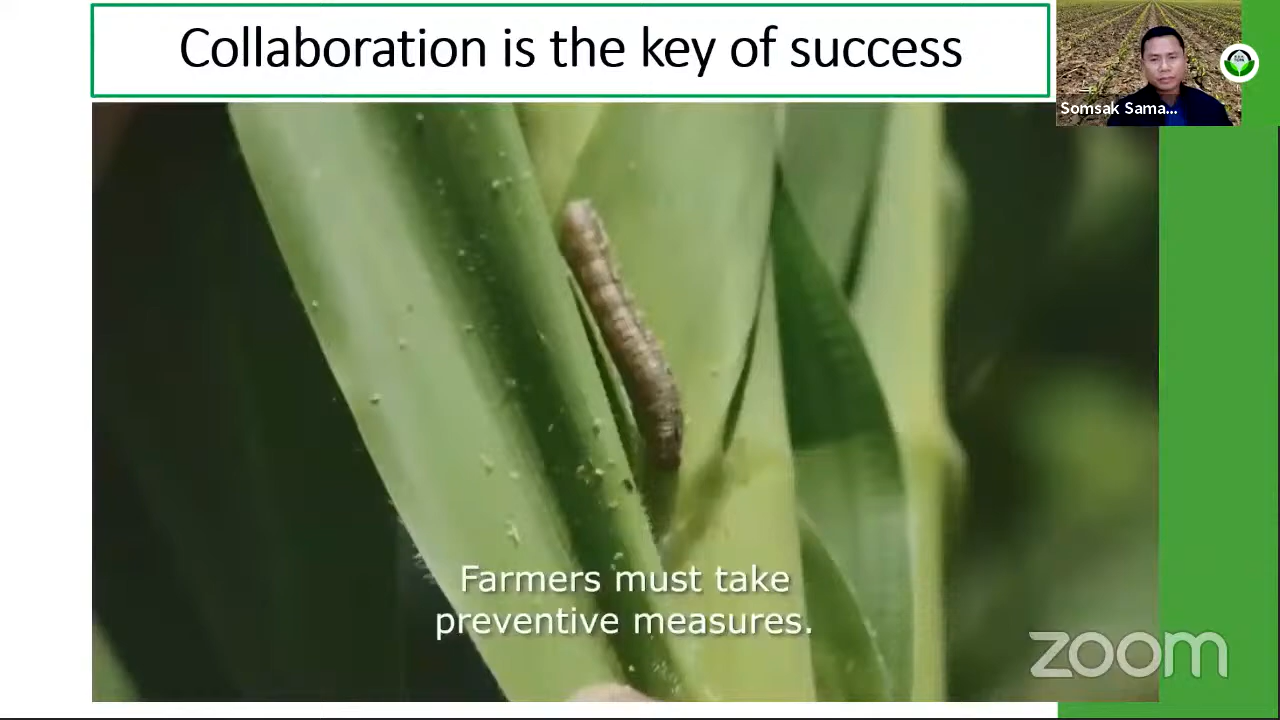 Collaboration is the key of success
Somsak Sama...
Farmers must take
preventive measures.
zoom